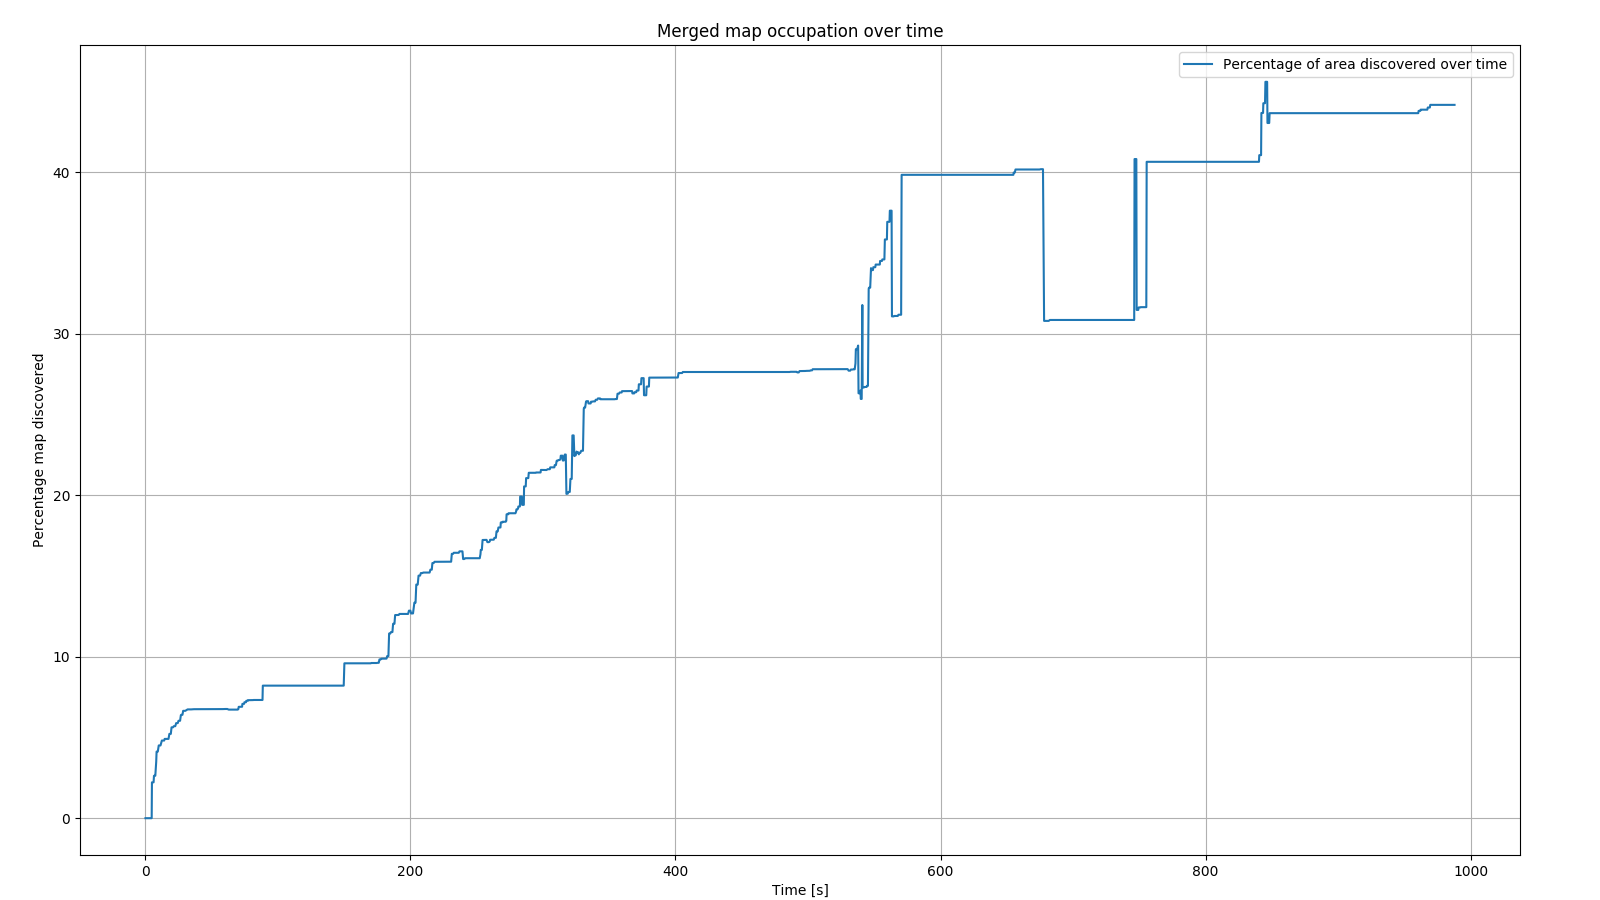 Merged map occupation over time
Percentage of area discovered over time
Percentage map discovered
40
30
20
10
0
0 200 400 600 800 1000
Time [s]